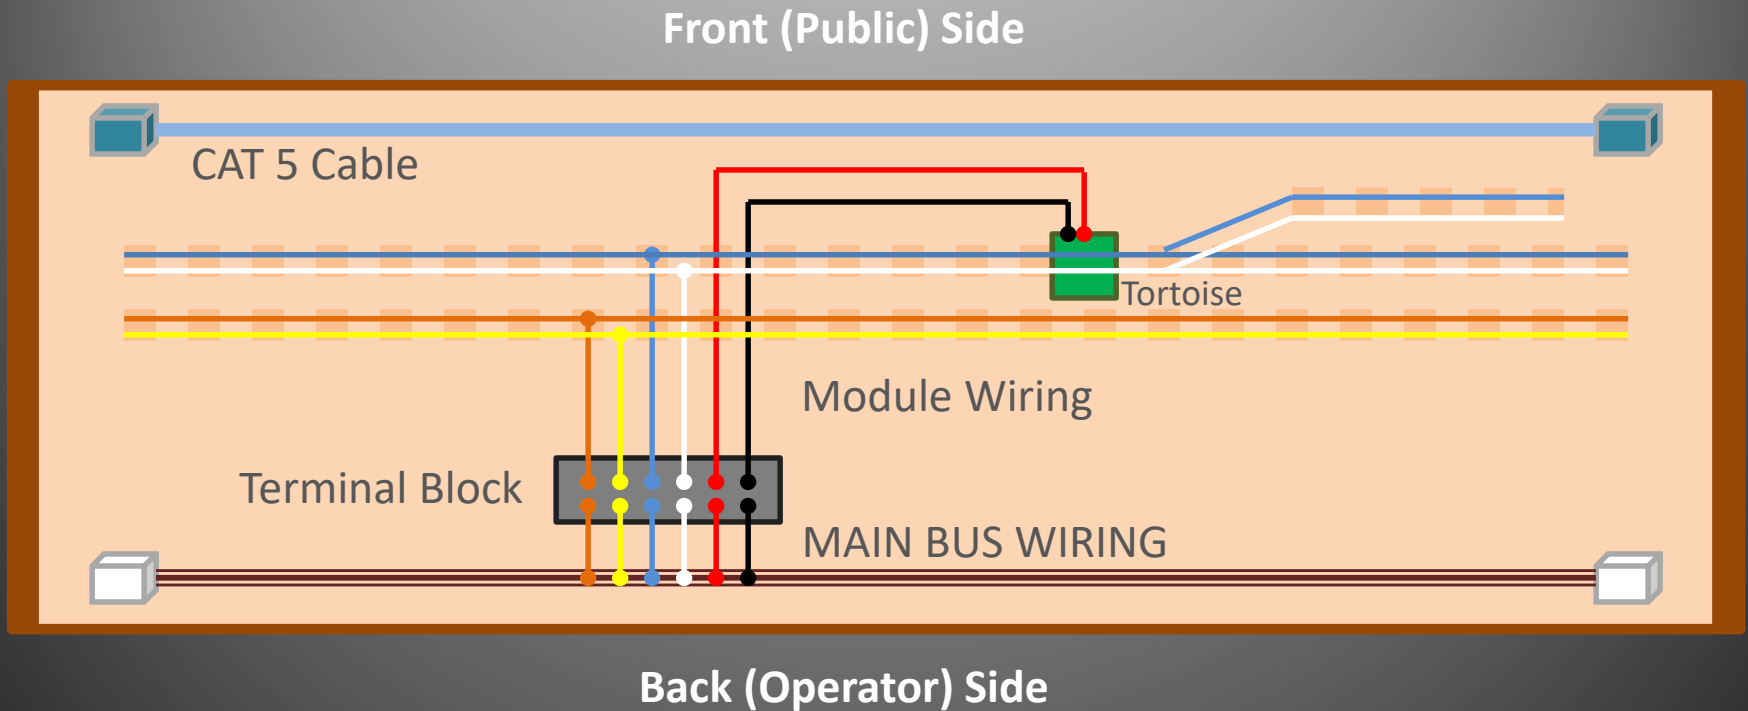 Front (Public) Side
CAT 5 Cable
Tortoise
Module Wiring
Terminal Block
MAIN BUS WIRING
Back (Operator) Side